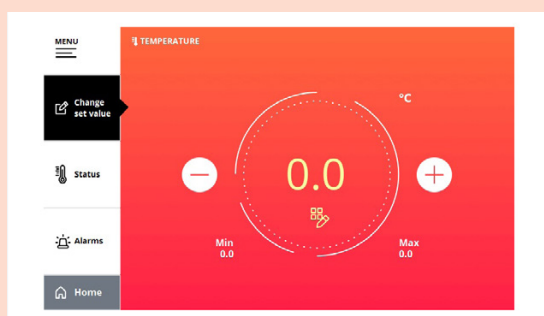 MENU
TEMPERATURE
Change
set value
°C
Status
0.0
Min
0.0
Max
0.0
Alarms
Home